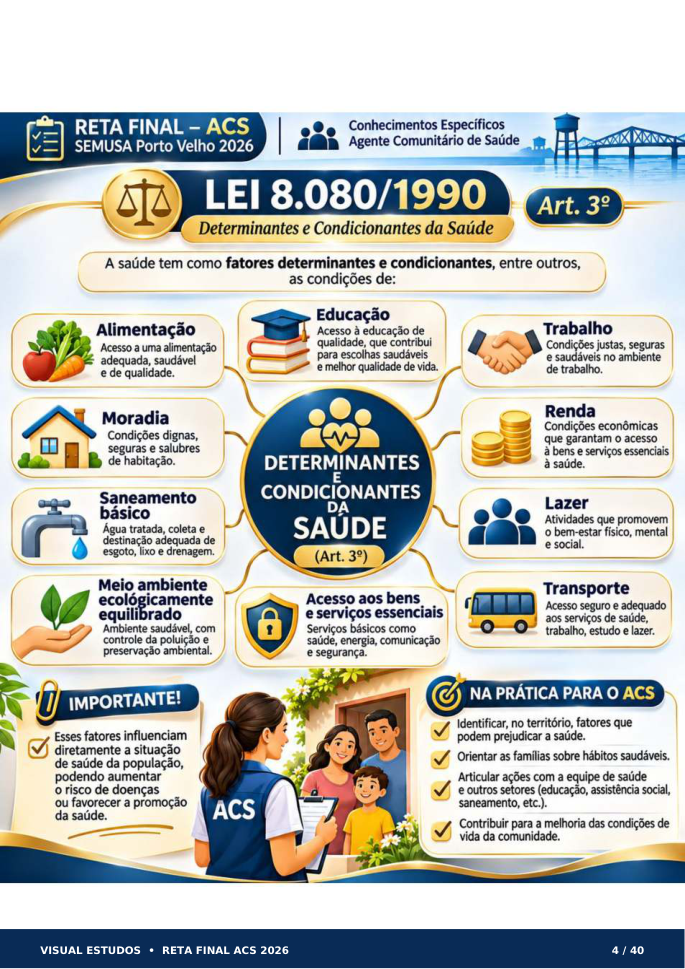 RETA FINAL – ACS
SEMUSA Porto Velho 2026
Conhecimentos Específicos
Agente Comunitário de Saúde
LEI 8.080/1990
Determinantes e Condicionantes da Saúde
Art. 3º
A saúde tem como fatores determinantes e condicionantes, entre outros,
as condições de:
Alimentação
Acesso a uma alimentação
adequada, saudável
e de qualidade.
Educação
Acesso à educação de
qualidade, que contribui
para escolhas saudáveis
e melhor qualidade de vida.
Trabalho
Condições justas, seguras
e saudáveis no ambiente
de trabalho.
Moradia
Condições dignas,
seguras e salubres
de habitação.
DETERMINANTES
E
CONDICIONANTES
DA
SAÚDE
(Art. 3º)
Renda
Condições econômicas
que garantam o acesso
à bens e serviços essenciais
à saúde.
Saneamento
básico
Água tratada, coleta e
destinação adequada de
esgoto, lixo e drenagem.
Lazer
Atividades que promovem
o bem-estar físico, mental
e social.
Meio ambiente
ecológicamente
equilibrado
Ambiente saudável, com
controle da poluição e
preservação ambiental.
Acesso aos bens
e serviços essenciais
Serviços básicos como
saúde, energia, comunicação
e segurança.
Transporte
Acesso seguro e adequado
aos serviços de saúde,
trabalho, estudo e lazer.
IMPORTANTE!
Esses fatores influenciam
diretamente a situação
de saúde da população,
podendo aumentar
o risco de doenças
ou favorecer a promoção
da saúde.
ACS
NA PRÁTICA PARA O ACS
Identificar, no território, fatores que
podem prejudicar a saúde.
Orientar as famílias sobre hábitos saudáveis.
Articular ações com a equipe de saúde
e outros setores (educação, assistência social,
saneamento, etc.).
Contribuir para a melhoria das condições de
vida da comunidade.
VISUAL ESTUDOS • RETA FINAL ACS 2026
4 / 40